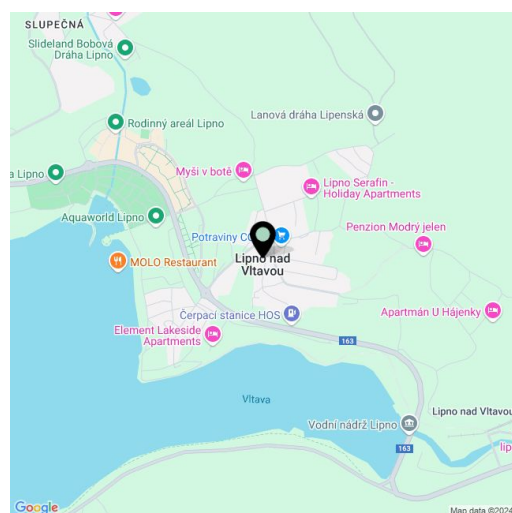 SLUPEČNÁ
Slideland Bobová
Dráha Lipno
Rodinný areál Lipno
Lanová dráha Lipenská
a Lipno
Myši v botě
Lipno Serafin -
Holiday Apartments
Aquaworld Lipno
Penzion Modrý jelen
Potraviny CO
MOLO Restaurant
Lipno nad
Vltavou
Čerpací stanice HOS
Apartmán U Hájenky
Element Lakeside
Apartments
163
Vltava
Vodní nádrž Lipno
Lipno nad Vltavou
163
lip
Google
Map data ©2024